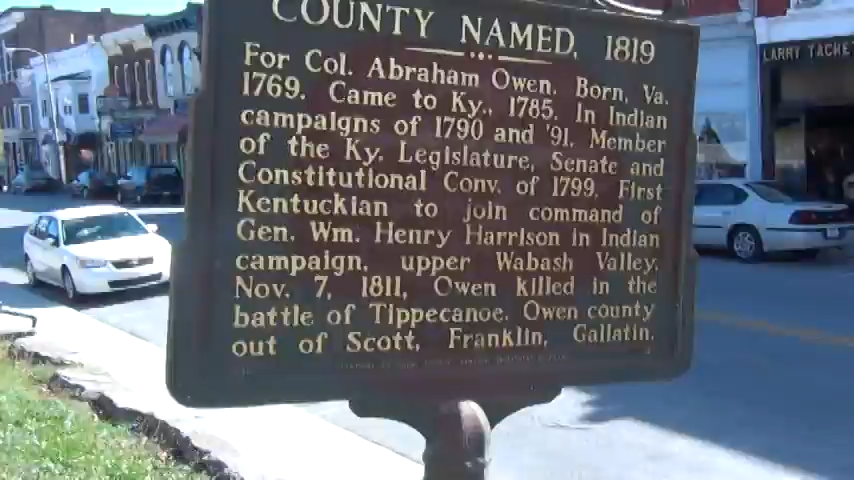 COUNTY NAMED, 1819
For Col. Abraham Owen. Born, Va.
1769. Came to Ky., 1785. In Indian
campaigns of 1790 and '91. Member
of the Ky. Legislature, Senate and
Constitutional Conv. of 1799. First
Kentuckian to join command of
Gen. Wm. Henry Harrison in Indian
campaign, upper Wabash Valley.
Nov. 7, 1811, Owen killed in the
battle of Tippecanoe. Owen county
out of Scott, Franklin, Gallatin.
LARRY TACKET